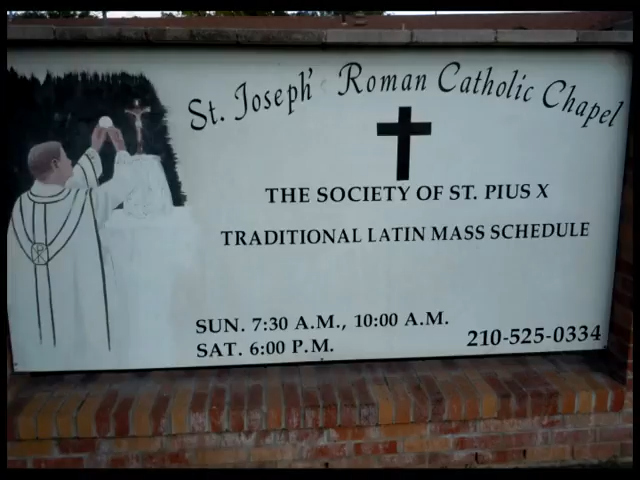 St. Joseph' Roman Catholic Chapel
THE SOCIETY OF ST. PIUS X
TRADITIONAL LATIN MASS SCHEDULE
SUN. 7:30 A.M., 10:00 A.M.
SAT. 6:00 P.M.
210-525-0334